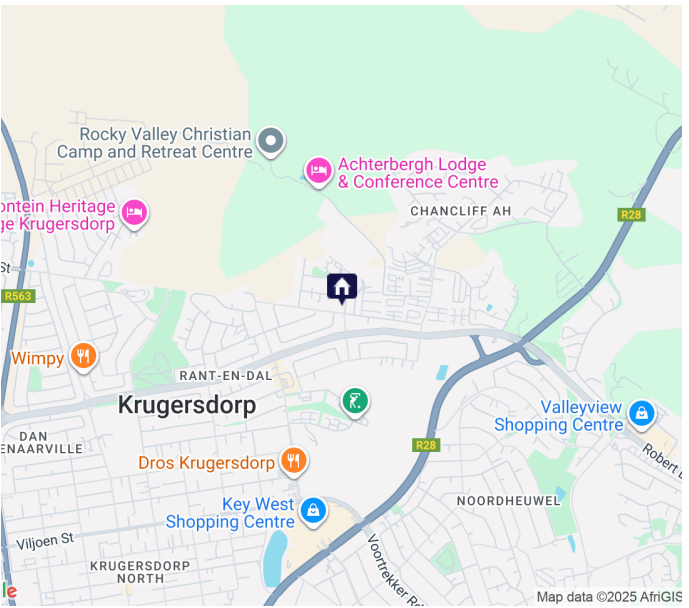 Rocky Valley Christian
Camp and Retreat Centre
Achterbergh Lodge
& Conference Centre
CHANCLIFF AH
ontein Heritage
ge Krugersdorp
R28
St
R563
Wimpy
RANT-EN-DAL
Krugersdorp
Valleyview
Shopping Centre
DAN
ENAARVILLE
R28
Robert
Dros Krugersdorp
Key West
Shopping Centre
NOORDHEUWEL
Viljoen St
Voortrekker
KRUGERSDORP
NORTH
le
Map data ©2025 AfriGIS